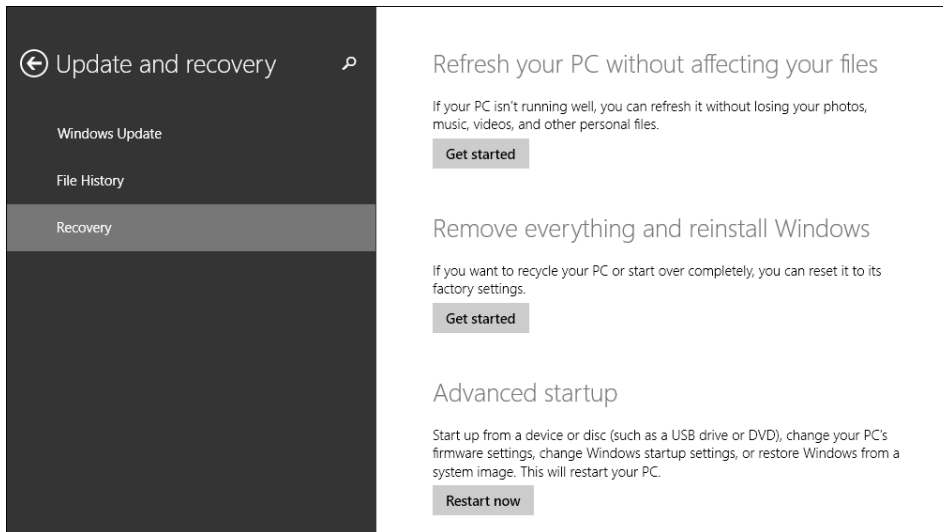 Update and recovery
Windows Update
File History
Recovery
Refresh your PC without affecting your files
If your PC isn't running well, you can refresh it without losing your photos,
music, videos, and other personal files.
Get started
Remove everything and reinstall Windows
If you want to recycle your PC or start over completely, you can reset it to its
factory settings.
Get started
Advanced startup
Start up from a device or disc (such as a USB drive or DVD), change your PC's
firmware settings, change Windows startup settings, or restore Windows from a
system image. This will restart your PC.
Restart now